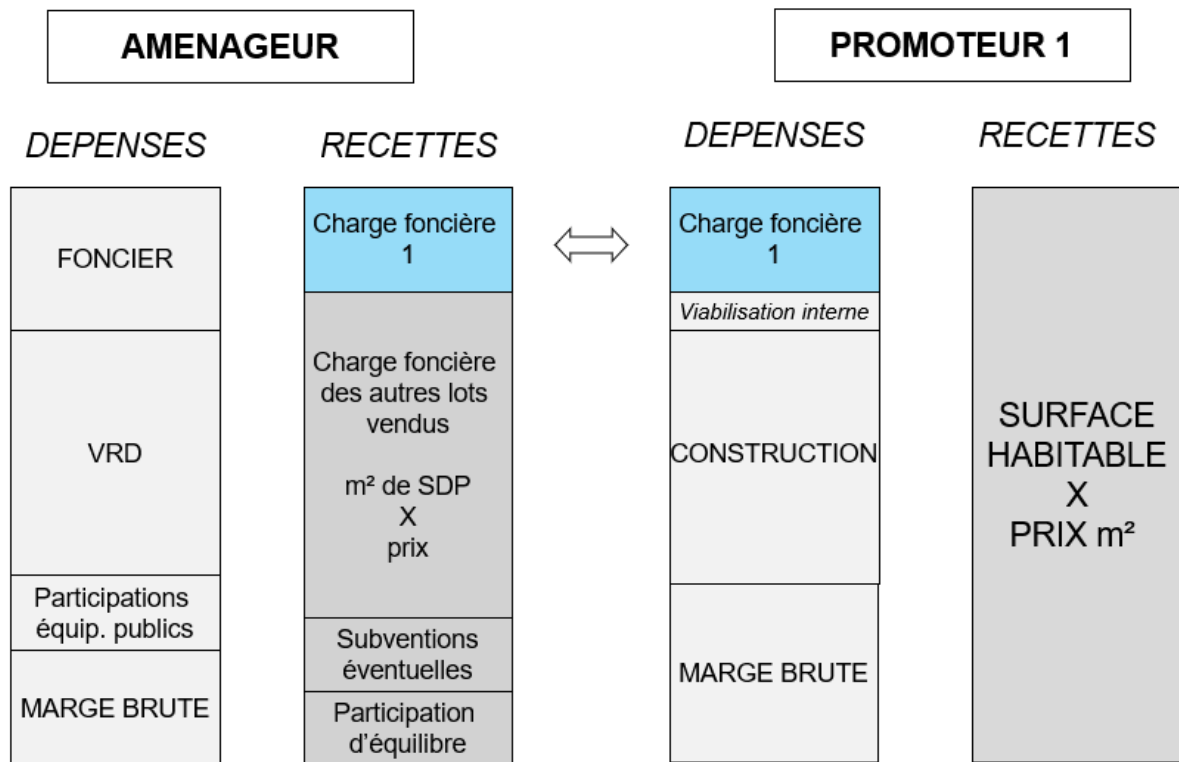 AMENAGEUR
PROMOTEUR 1
DEPENSES
RECETTES
DEPENSES
RECETTES
FONCIER
VRD
Participations
équip. publics
MARGE BRUTE
Charge foncière
1
Charge foncière
des autres lots
vendus
m² de SDP
X
prix
Subventions
éventuelles
Participation
d'équilibre
Charge foncière
1
Viabilisation interne
CONSTRUCTION
MARGE BRUTE
SURFACE
HABITABLE
X
PRIX m²